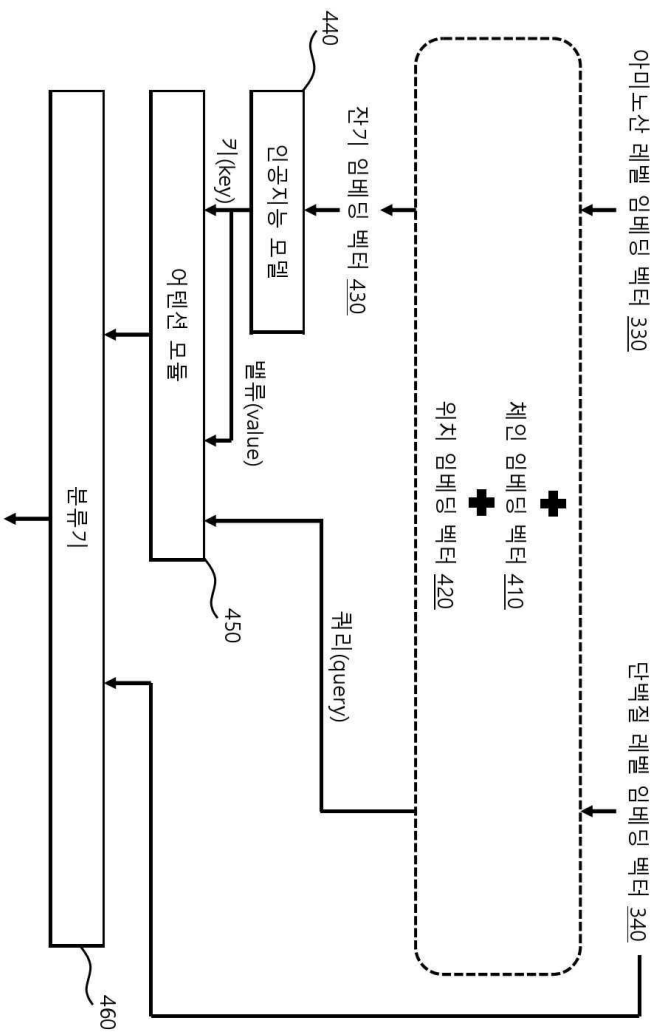 아미노산 레벨 임베딩 벡터 330
단백질 레벨 임베딩 벡터 340
체인 임베딩 벡터 410
위치 임베딩 벡터 420
잔기 임베딩 벡터 430
쿼리(query)
440
인공지능 모델
키(key)
밸류(value)
어텐션 모듈
450
분류기
460